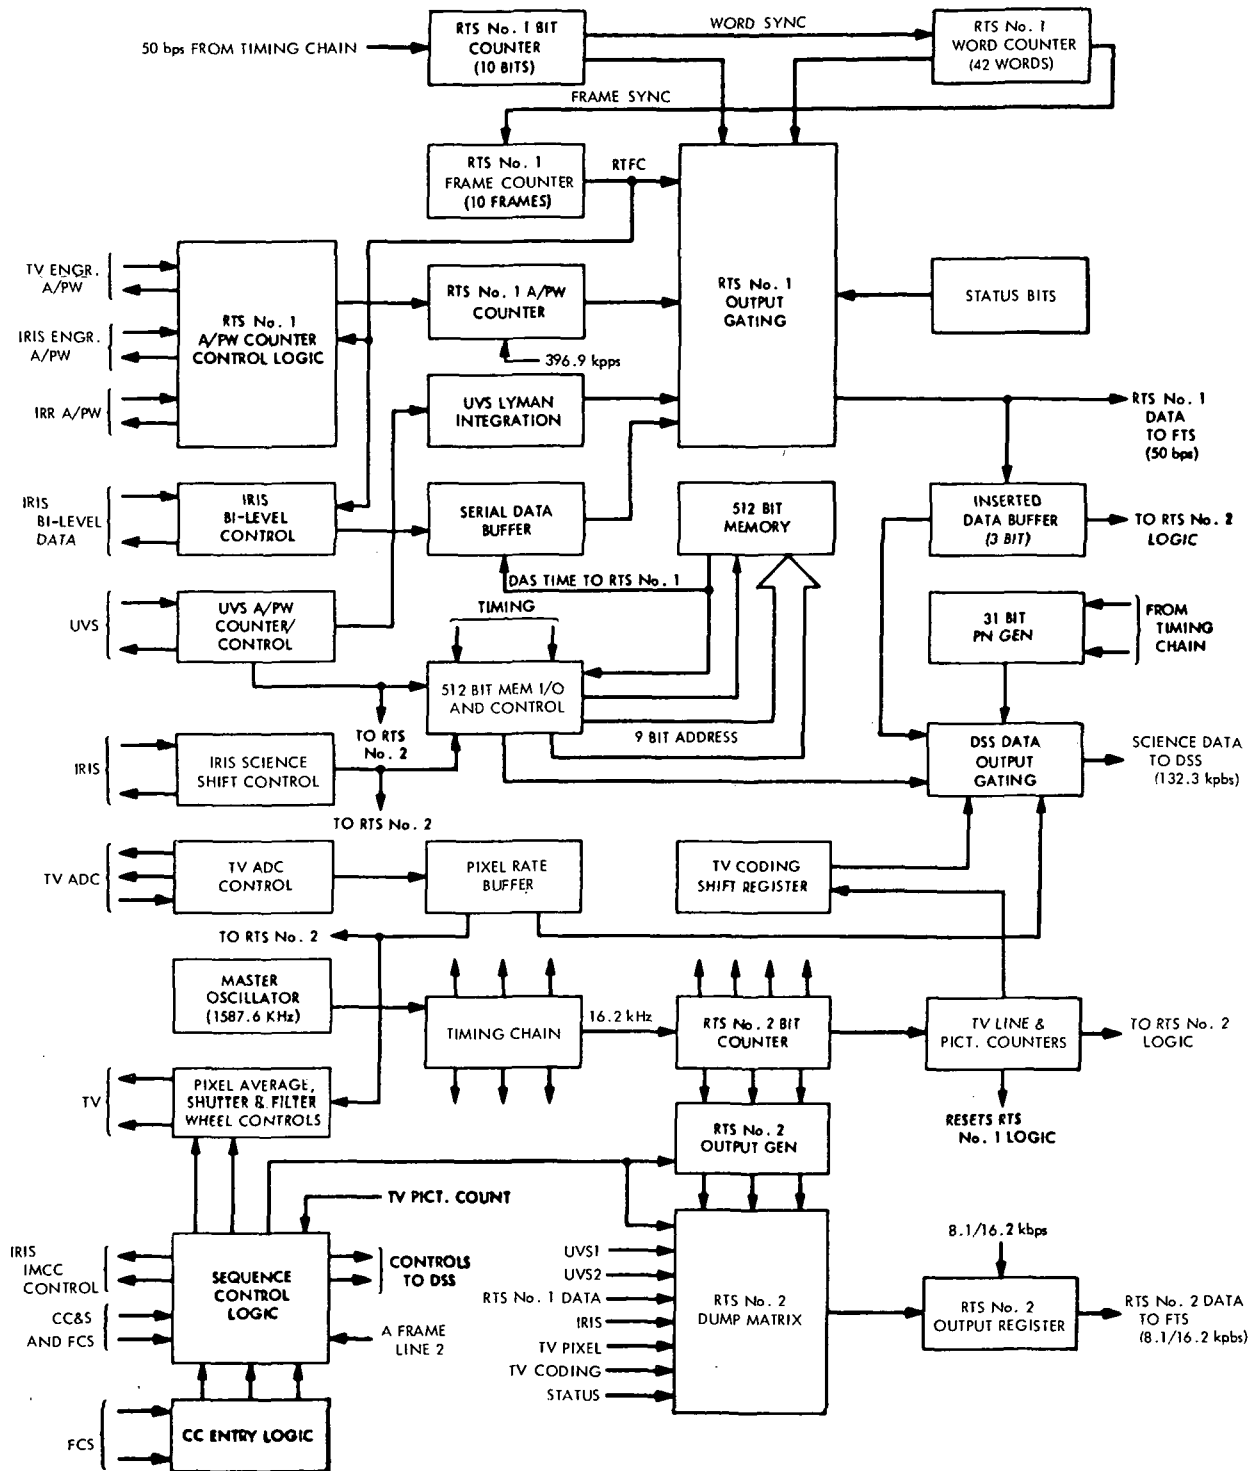 50 bps FROM TIMING CHAIN
RTS No. 1 BIT
COUNTER
(10 BITS)
WORD SYNC
RTS No. 1
WORD COUNTER
(42 WORDS)
FRAME SYNC
RTS No. 1
FRAME COUNTER
(10 FRAMES)
RTFC
TV ENGR.
A/PW
IRIS ENGR.
A/PW
IRR A/PW
RTS No. 1
A/PW COUNTER
CONTROL LOGIC
RTS No. 1 A/PW
COUNTER
396.9 kpps
RTS No. 1
OUTPUT
GATING
STATUS BITS
UVS LYMAN
INTEGRATION
RTS No. 1
DATA
TO FTS
(50 bps)
IRIS
BI-LEVEL
DATA
IRIS
BI-LEVEL
CONTROL
SERIAL DATA
BUFFER
512 BIT
MEMORY
INSERTED
DATA BUFFER
(3 BIT)
TO RTS No. 2
LOGIC
DAS TIME TO RTS No. 1
UVS
UVS A/PW
COUNTER/
CONTROL
TIMING
31 BIT
PN GEN
FROM
TIMING
CHAIN
512 BIT MEM I/O
AND CONTROL
TO RTS
No. 2
9 BIT ADDRESS
IRIS
IRIS SCIENCE
SHIFT CONTROL
DSS DATA
OUTPUT
GATING
SCIENCE DATA
TO DSS
(132.3 kpbs)
TO RTS No. 2
TV ADC
TV ADC
CONTROL
PIXEL RATE
BUFFER
TV CODING
SHIFT REGISTER
TO RTS No. 2
MASTER
OSCILLATOR
(1587.6 KHz)
TIMING CHAIN
16.2 kHz
RTS No. 2 BIT
COUNTER
TV LINE &
PICT. COUNTERS
TO RTS No. 2
LOGIC
TV
PIXEL AVERAGE,
SHUTTER & FILTER
WHEEL CONTROLS
RTS No. 2
OUTPUT GEN
RESETS RTS
No. 1 LOGIC
TV PICT. COUNT
IRIS
IMCC
CONTROL
CC&S
AND FCS
SEQUENCE
CONTROL
LOGIC
CONTROLS
TO DSS
A FRAME
LINE 2
UVS1
UVS2
RTS No. 1 DATA
IRIS
TV PIXEL
TV CODING
STATUS
RTS No. 2
DUMP MATRIX
8.1/16.2 kbps
RTS No. 2
OUTPUT REGISTER
RTS No. 2 DATA
TO FTS
(8.1/16.2 kpbs)
FCS
CC ENTRY LOGIC